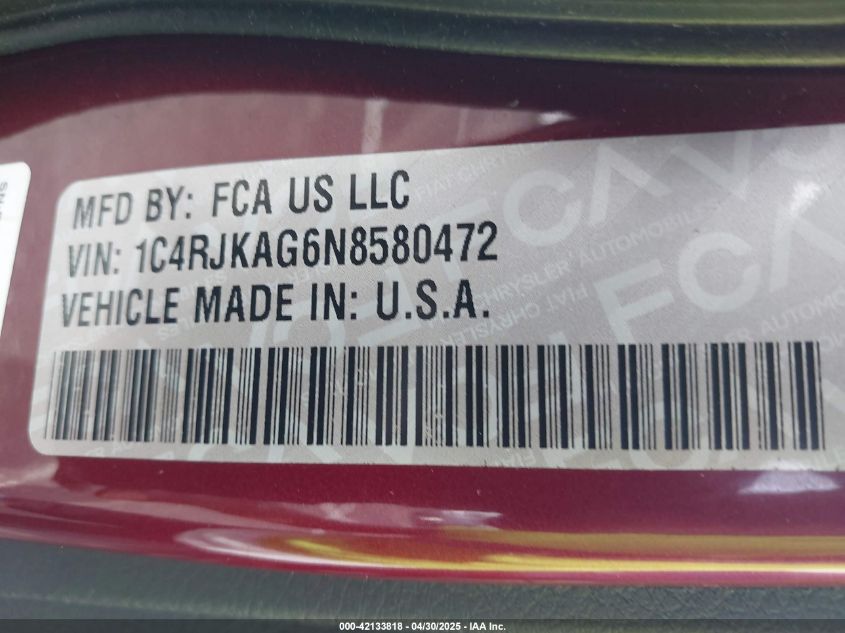 MFD BY: FCA US LLC
VIN: 1C4RJKAG6N8580472
VEHICLE MADE IN: U.S.A.
000-42133818 - 04/30/2025 - IAA Inc.